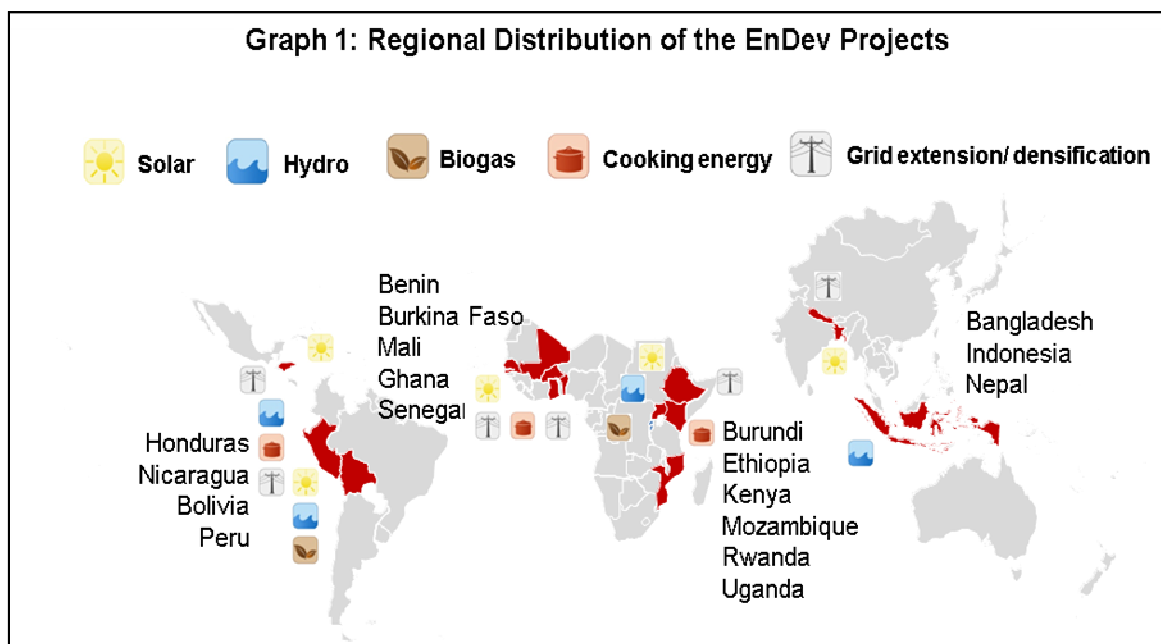 Graph 1: Regional Distribution of the EnDev Projects
Solar
Hydro
Biogas
Cooking energy
Grid extension/ densification
Benin
Burkina Faso
Mali
Ghana
Senegal
Honduras
Nicaragua
Bolivia
Peru
Burundi
Ethiopia
Kenya
Mozambique
Rwanda
Uganda
Bangladesh
Indonesia
Nepal